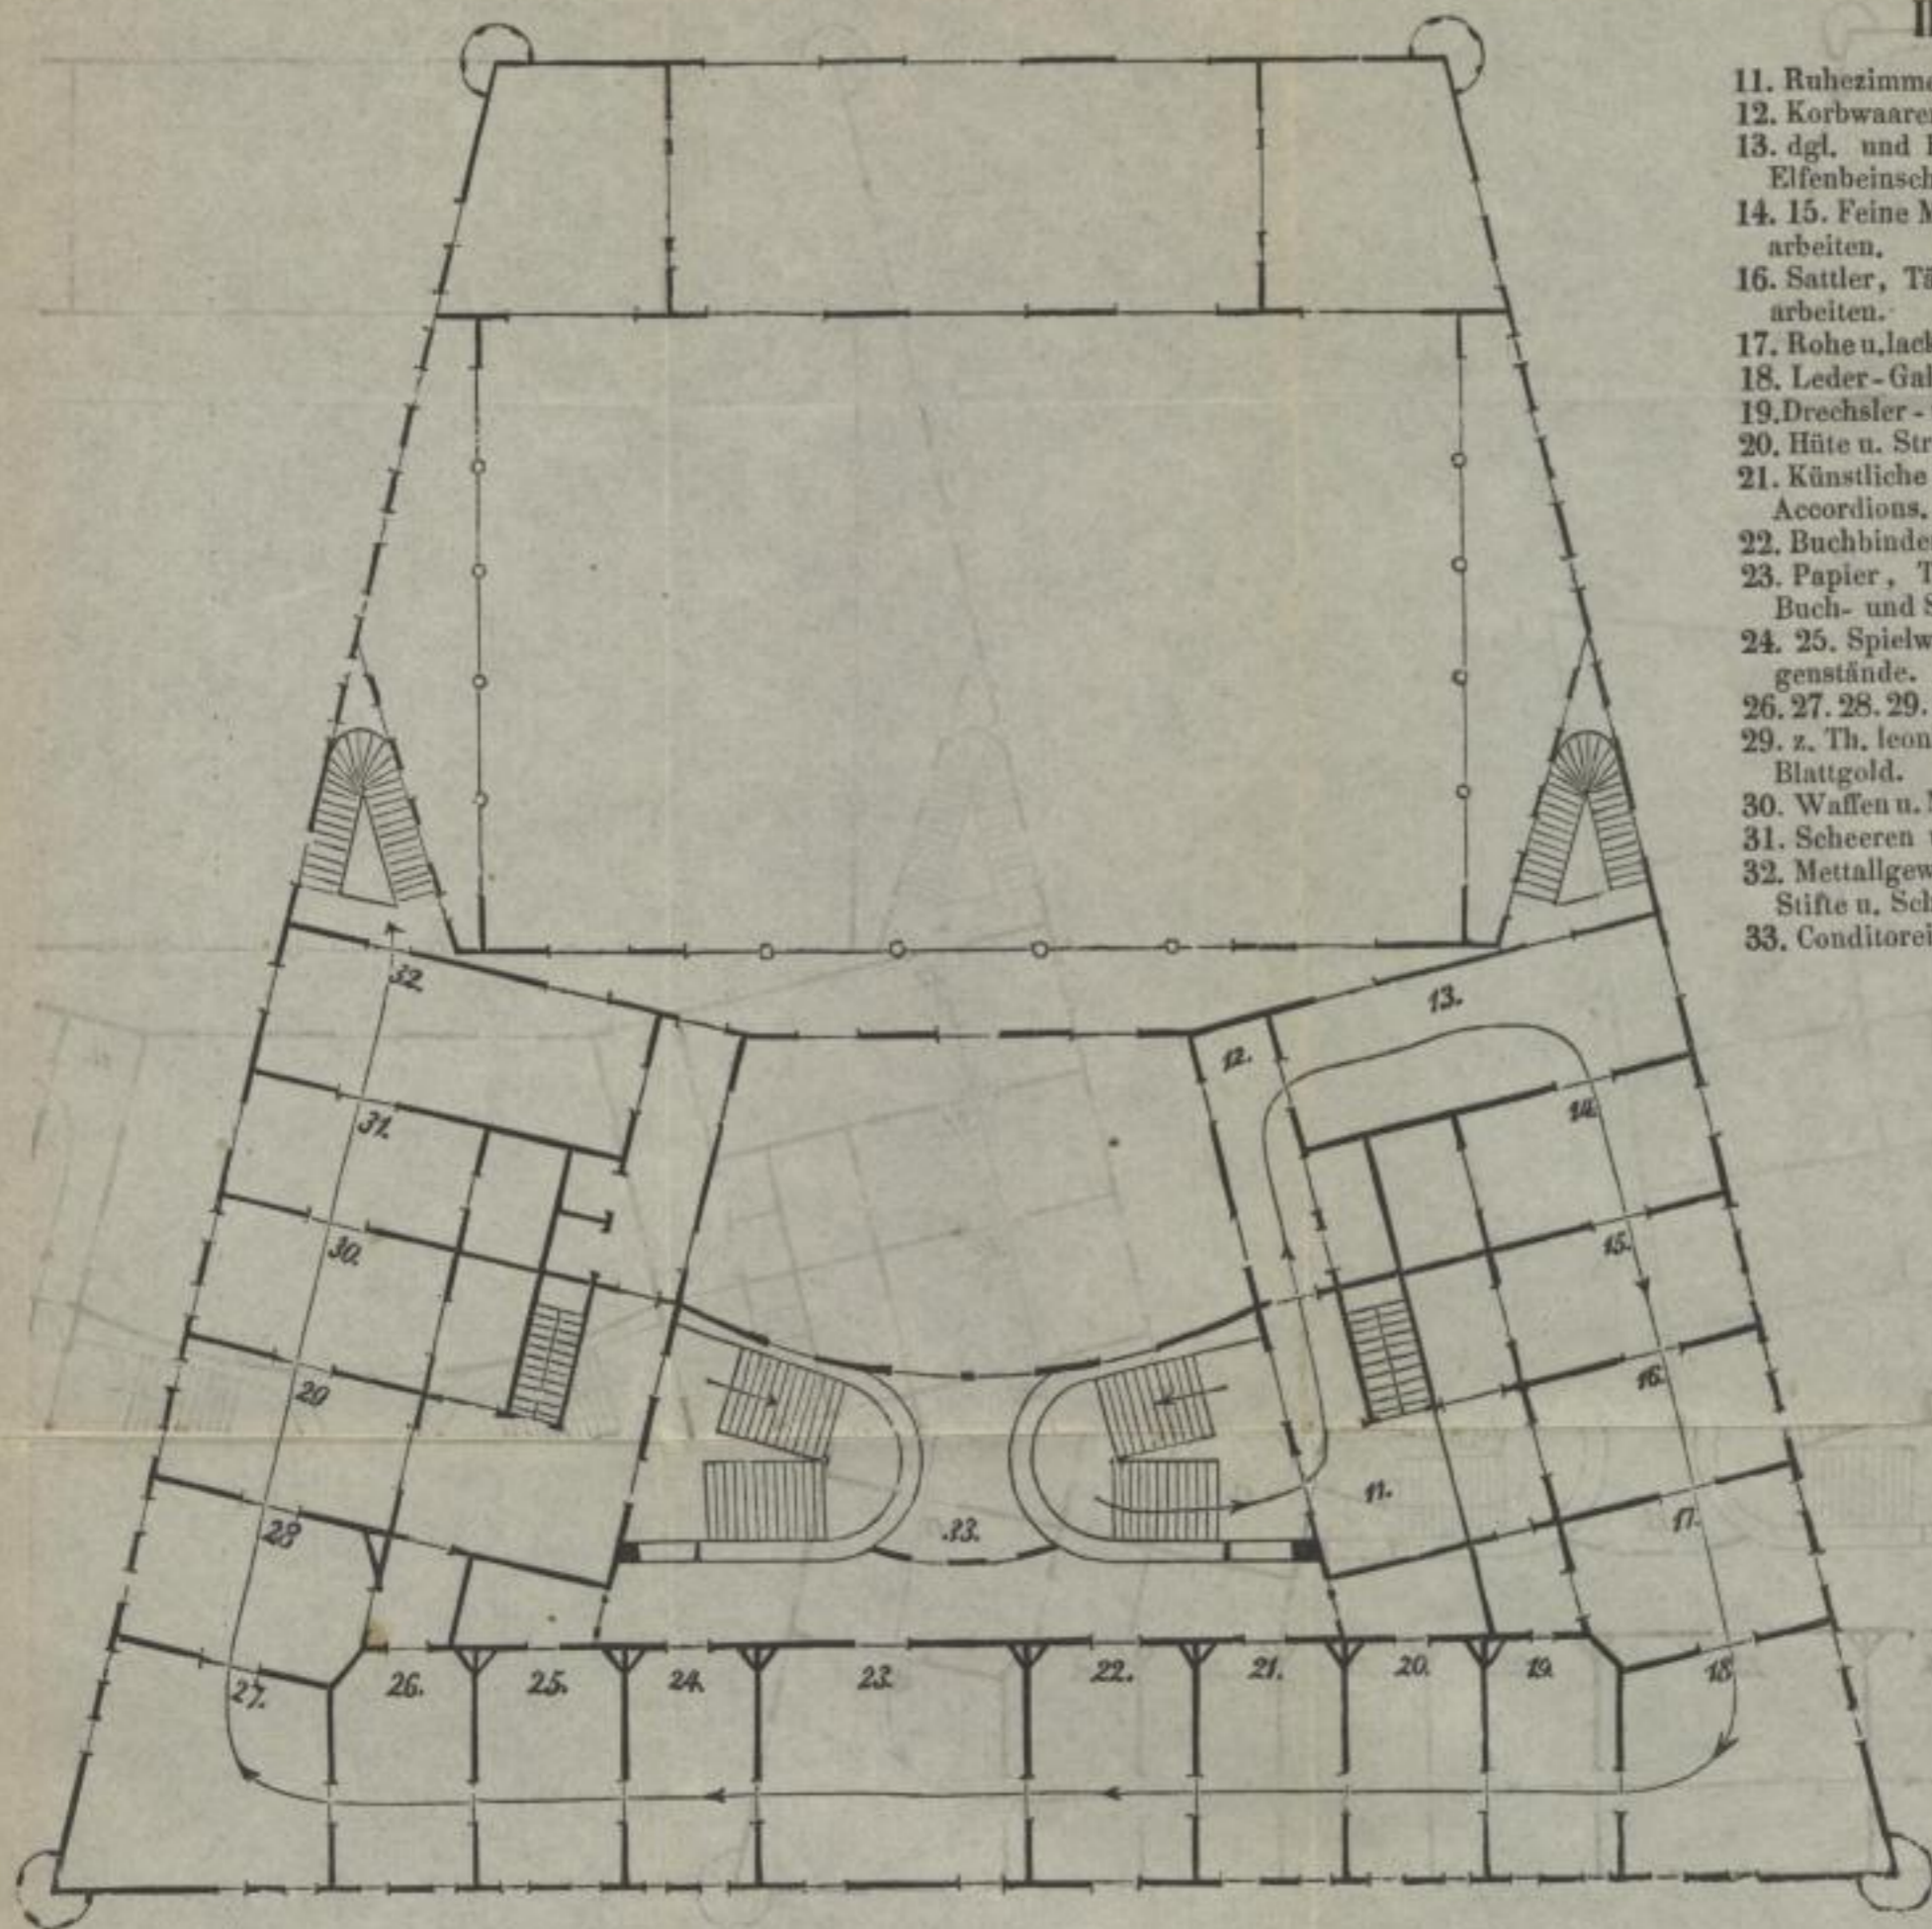 11. Ruhezimme
12. Korbwaare
13. dgl. und
Elfenbeinsch
14. 15. Feine M
arbeiten.
16. Sattler, Tä
arbeiten.
17. Rohe u. lack
18. Leder-Gal
19. Drechsler-
20. Hüte u. Str
21. Künstliche
Accordions.
22. Buchbinde
23. Papier, T
Buch- und S
24. 25. Spielw
genstände.
26. 27. 28. 29.
29. z. Th. leon
Blattgold.
30. Waffen u.
31. Scheeren
32. Mettallgew
Stifte u. Sch
33. Conditorei
32.
13.
12.
31.
14.
30.
15.
29
16.
11.
28
33.
17.
27.
26.
25.
24.
23.
22.
21.
20.
19.
18.